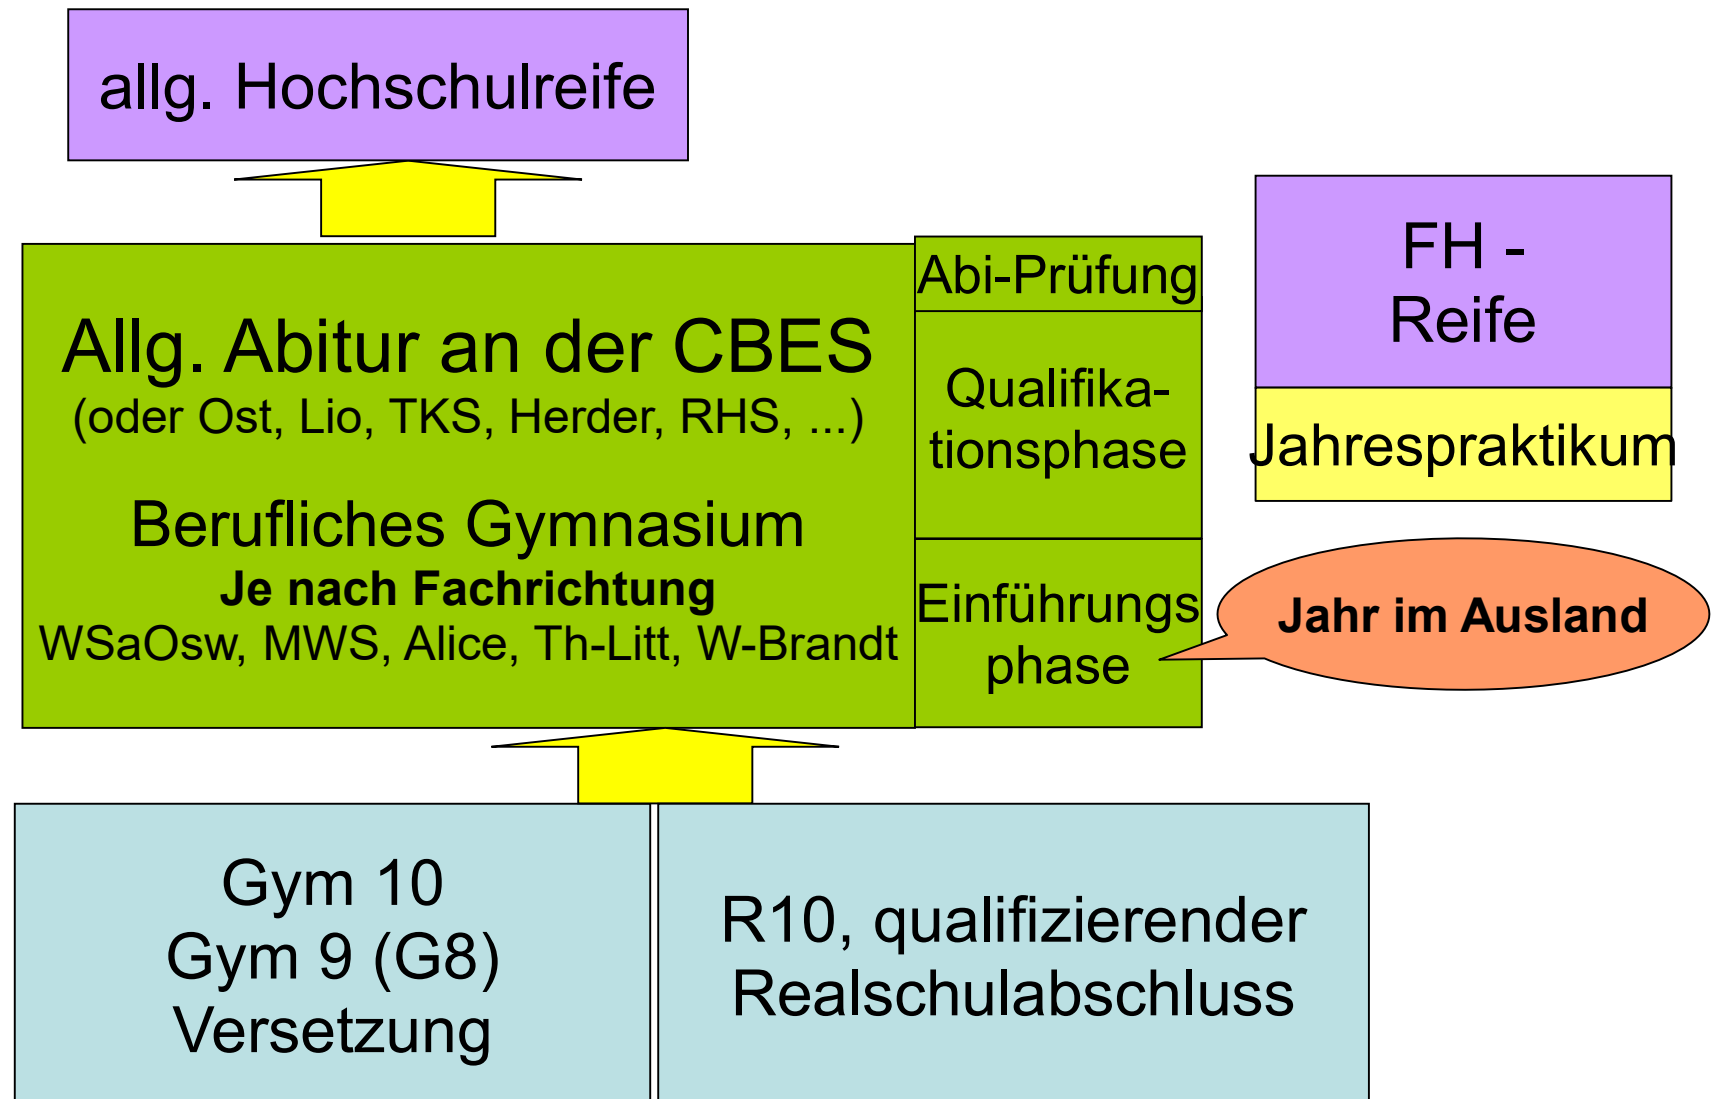 allg. Hochschulreife
Allg. Abitur an der CBES
(oder Ost, Lio, TKS, Herder, RHS, ...)
Berufliches Gymnasium
Je nach Fachrichtung
WSaOsw, MWS, Alice, Th-Litt, W-Brandt
Abi-Prüfung
Qualifika-
tionsphase
Einführungs
phase
FH -
Reife
Jahrespraktikum
Jahr im Ausland
Gym 10
Gym 9 (G8)
Versetzung
R10, qualifizierender
Realschulabschluss